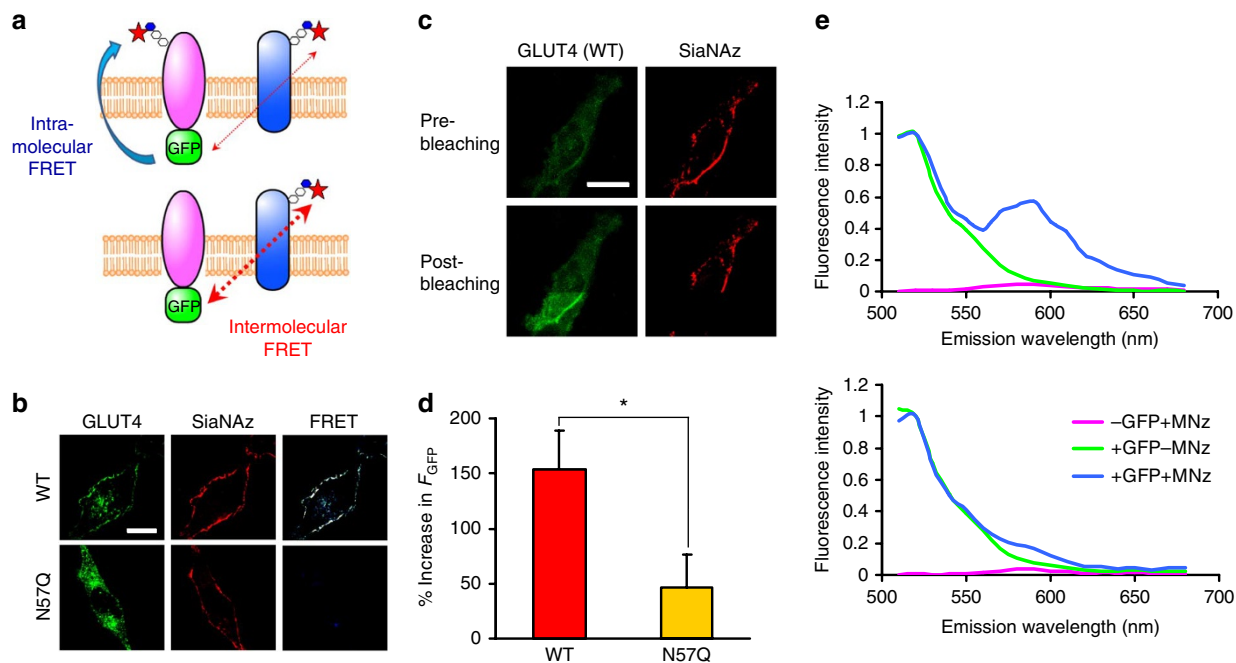 a
GFP
Intra-
molecular
FRET
GFP
Intermolecular
FRET
b
GLUT4 SiaNAz FRET
WT
N57Q
c
GLUT4 (WT) SiaNAz
Pre-
bleaching
Post-
bleaching
d
% Increase in FGFP
200
150
100
50
0
*
WT N57Q
e
Fluorescence intensity
1.2
1
0.8
0.6
0.4
0.2
0
500 550 600 650 700
Emission wavelength (nm)
Fluorescence intensity
1.2
1
0.8
0.6
0.4
0.2
0
–GFP+MNz
+GFP–MNz
+GFP+MNz
500 550 600 650 700
Emission wavelength (nm)